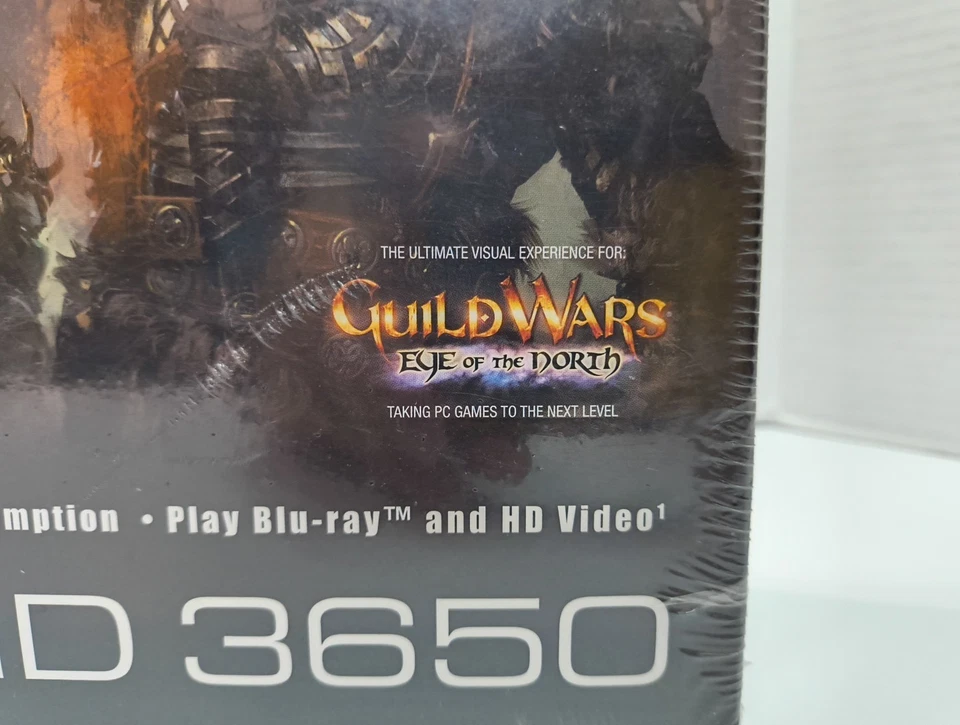 THE ULTIMATE VISUAL EXPERIENCE FOR:
GUILD WARS
EYE OF THE NORTH
TAKING PC GAMES TO THE NEXT LEVEL
mption • Play Blu-ray™ and HD Video¹
HD 3650